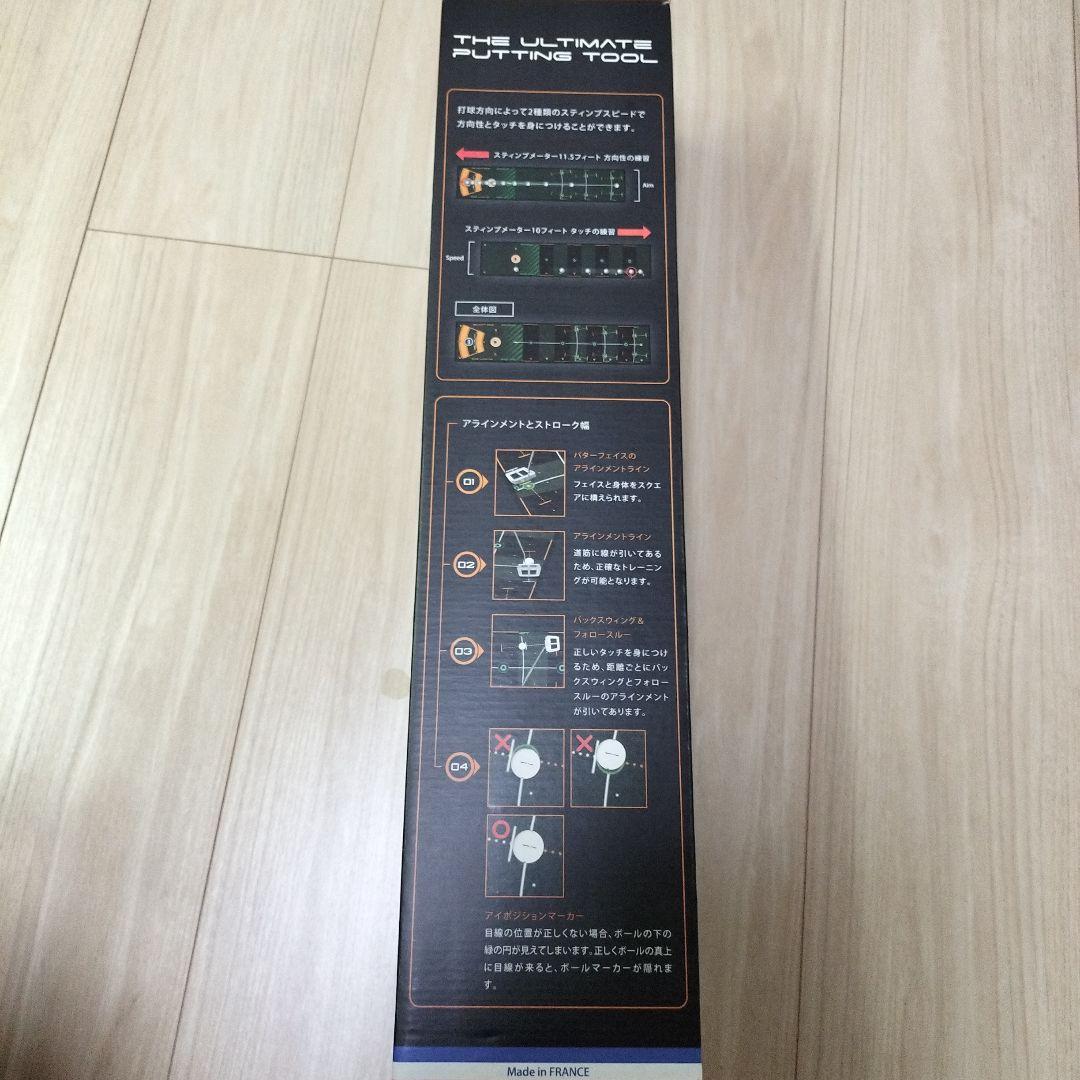 THE ULTIMATE
PUTTING TOOL
打球方向によって2種類のスティンプスピードで
方向性とタッチを身につけることができます。
スティンプメーター11.5フィート 方向性の練習
Aim
スティンプメーター10フィート タッチの練習
Speed
全体図
アラインメントとストローク幅
01
パターフェイスの
アラインメントライン
フェイスと身体をスクエ
アに構えられます。
02
アラインメントライン
道筋に線が引いてある
ため、正確なトレーニン
グが可能となります。
03
バックスウィング&
フォロースルー
正しいタッチを身につけ
るため、距離ごとにバッ
クスウィングとフォロー
スルーのアラインメント
が引いてあります。
04
アイポジションマーカー
目線の位置が正しくない場合、ボールの下の
緑の円が見えてしまいます。正しくボールの真上
に目線が来ると、ボールマーカーが隠れま
す。
Made in FRANCE